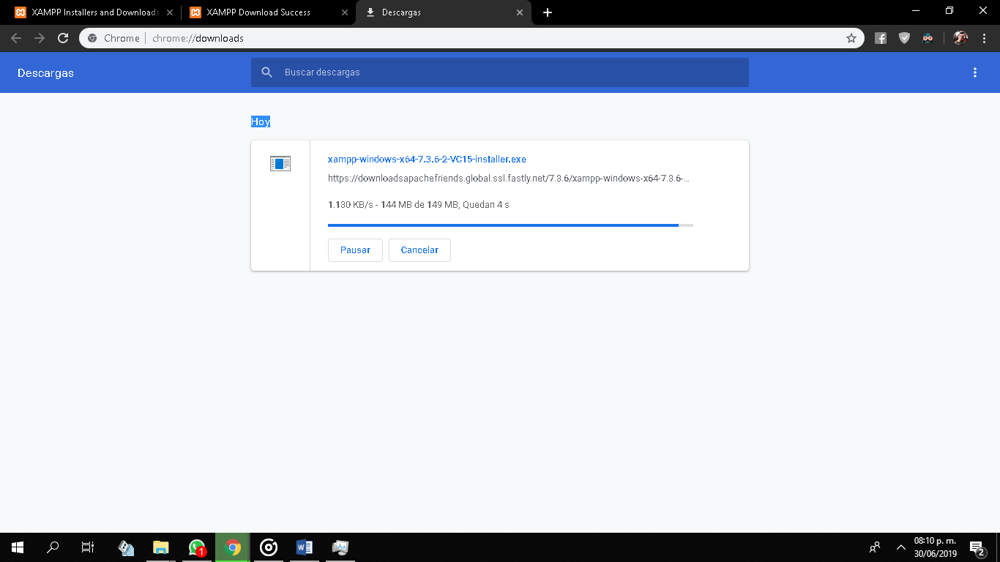 XAMPP Installers and Downloads
XAMPP Download Success
Descargas
Chrome
chrome://downloads
Descargas
Buscar descargas
Hoy
xampp-windows-x64-7.3.6-2-VC15-installer.exe
https://downloadsapachefriends.global.ssl.fastly.net/7.3.6/xampp-windows-x64-7.3.6-...
1.130 KB/s - 144 MB de 149 MB, Quedan 4 s
Pausar
Cancelar
1
08:10 p. m.
30/06/2019
2